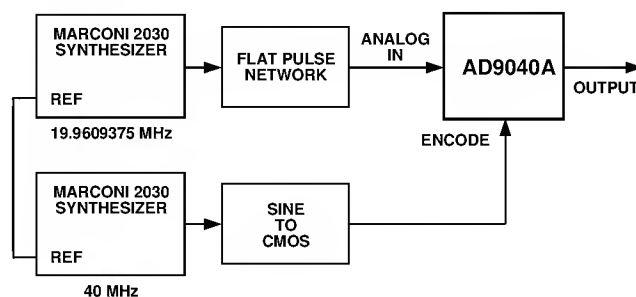 MARCONI 2030
SYNTHESIZER
REF
19.9609375 MHz
FLAT PULSE
NETWORK
ANALOG
IN
AD9040A
OUTPUT
ENCODE
MARCONI 2030
SYNTHESIZER
REF
40 MHz
SINE
TO
CMOS